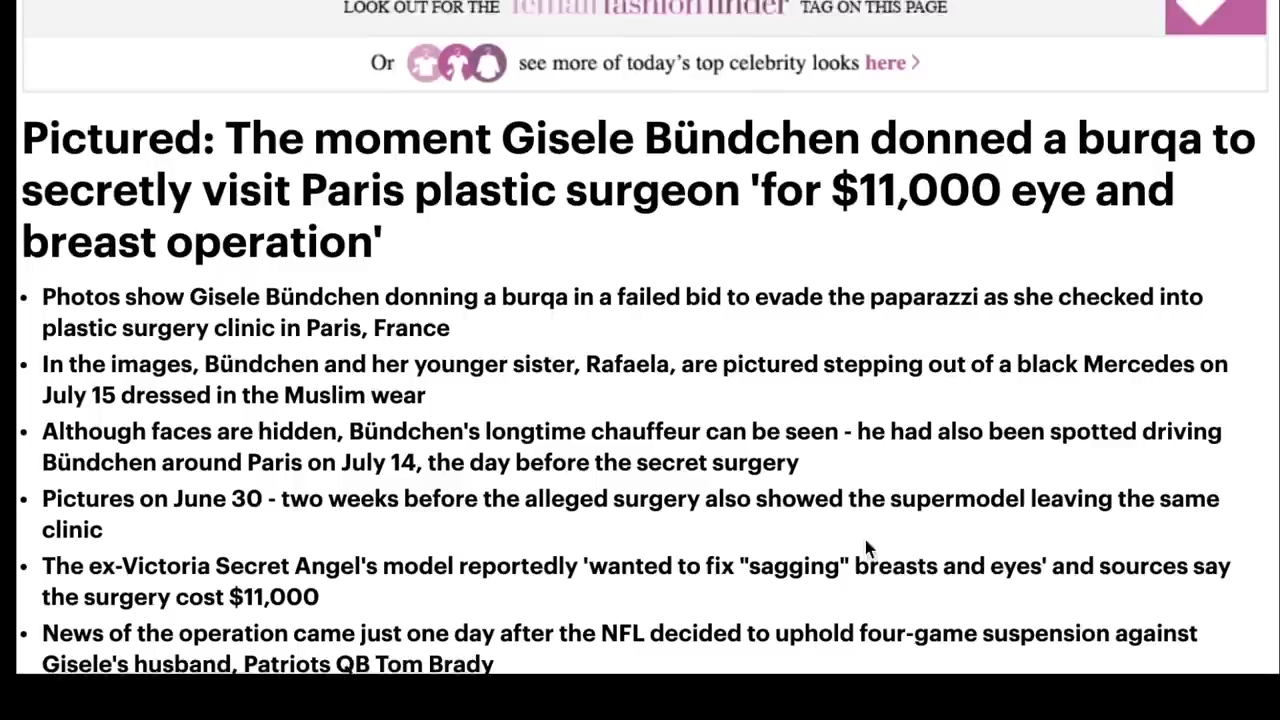 LOOK OUT FOR THE femail fashion finder TAG ON THIS PAGE
Or see more of today's top celebrity looks here >
Pictured: The moment Gisele Bündchen donned a burqa to
secretly visit Paris plastic surgeon 'for $11,000 eye and
breast operation'
• Photos show Gisele Bündchen donning a burqa in a failed bid to evade the paparazzi as she checked into
plastic surgery clinic in Paris, France
• In the images, Bündchen and her younger sister, Rafaela, are pictured stepping out of a black Mercedes on
July 15 dressed in the Muslim wear
• Although faces are hidden, Bündchen's longtime chauffeur can be seen - he had also been spotted driving
Bündchen around Paris on July 14, the day before the secret surgery
• Pictures on June 30 - two weeks before the alleged surgery also showed the supermodel leaving the same
clinic
• The ex-Victoria Secret Angel's model reportedly 'wanted to fix "sagging" breasts and eyes' and sources say
the surgery cost $11,000
• News of the operation came just one day after the NFL decided to uphold four-game suspension against
Gisele's husband, Patriots QB Tom Brady